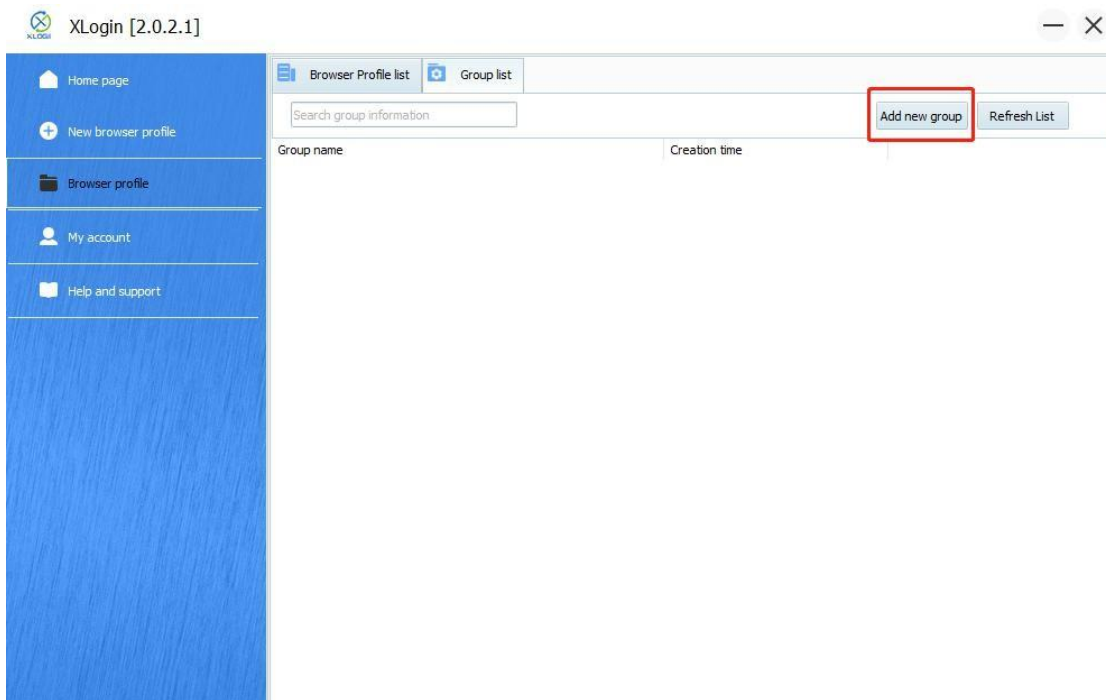 XLOGIN
XLogin [2.0.2.1]
Home page
New browser profile
Browser profile
My account
Help and support
Browser Profile list
Group list
Search group information
Add new group
Refresh List
Group name
Creation time